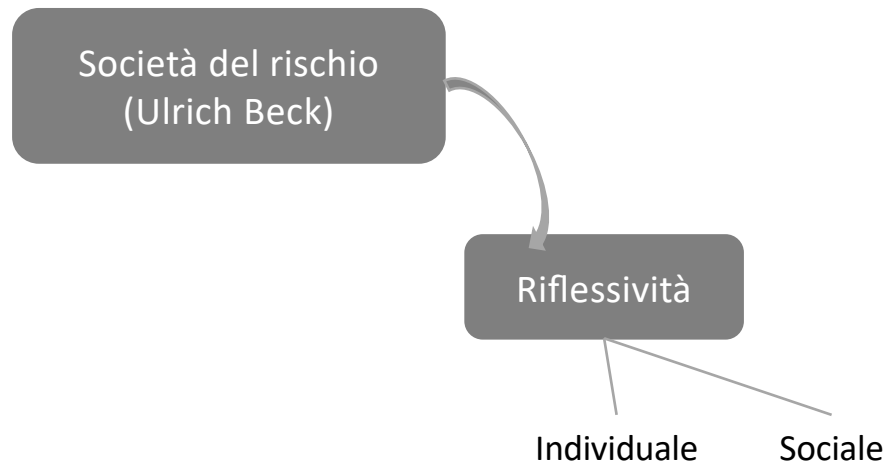 Società del rischio
(Ulrich Beck)
Riflessività
Individuale
Sociale